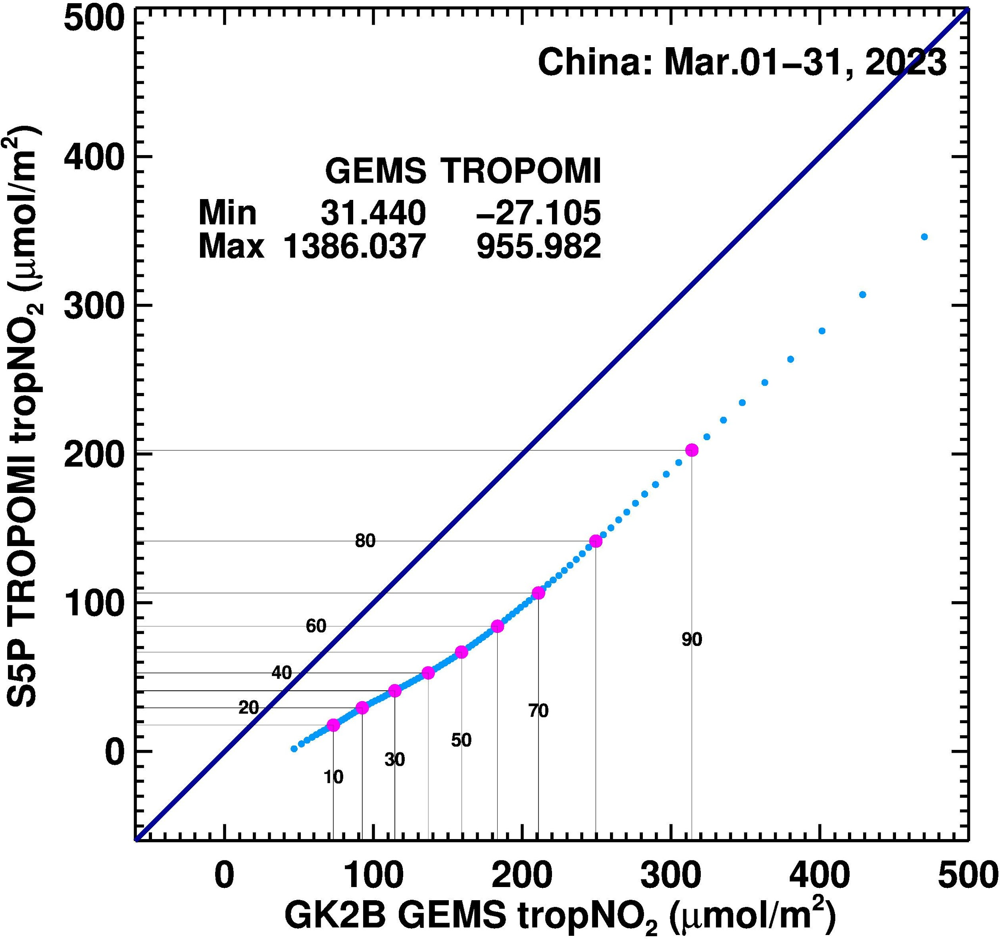 China: Mar.01−31, 2023
GEMS TROPOMI
Min 31.440 −27.105
Max 1386.037 955.982
S5P TROPOMI tropNO₂ (μmol/m²)
500
400
300
200
100
0
80
60
40
20
90
70
50
30
10
0 100 200 300 400 500
GK2B GEMS tropNO₂ (μmol/m²)